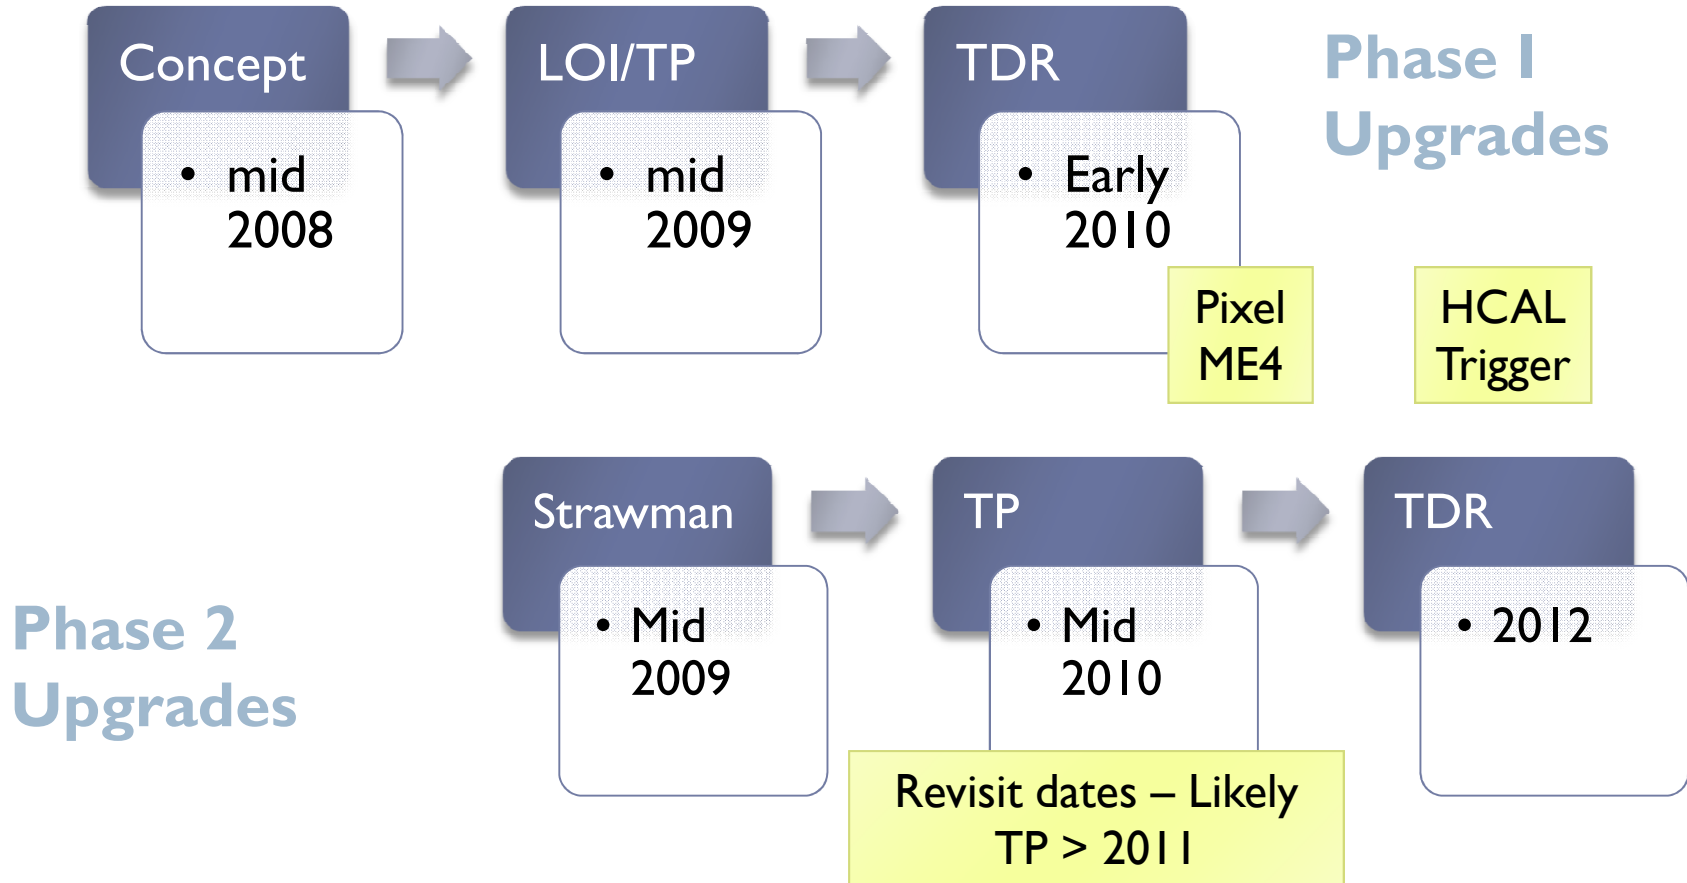 Concept
• mid
2008
LOI/TP
• mid
2009
TDR
• Early
2010
Phase 1
Upgrades
Pixel
ME4
HCAL
Trigger
Phase 2
Upgrades
Strawman
• Mid
2009
TP
• Mid
2010
TDR
• 2012
Revisit dates – Likely
TP > 2011